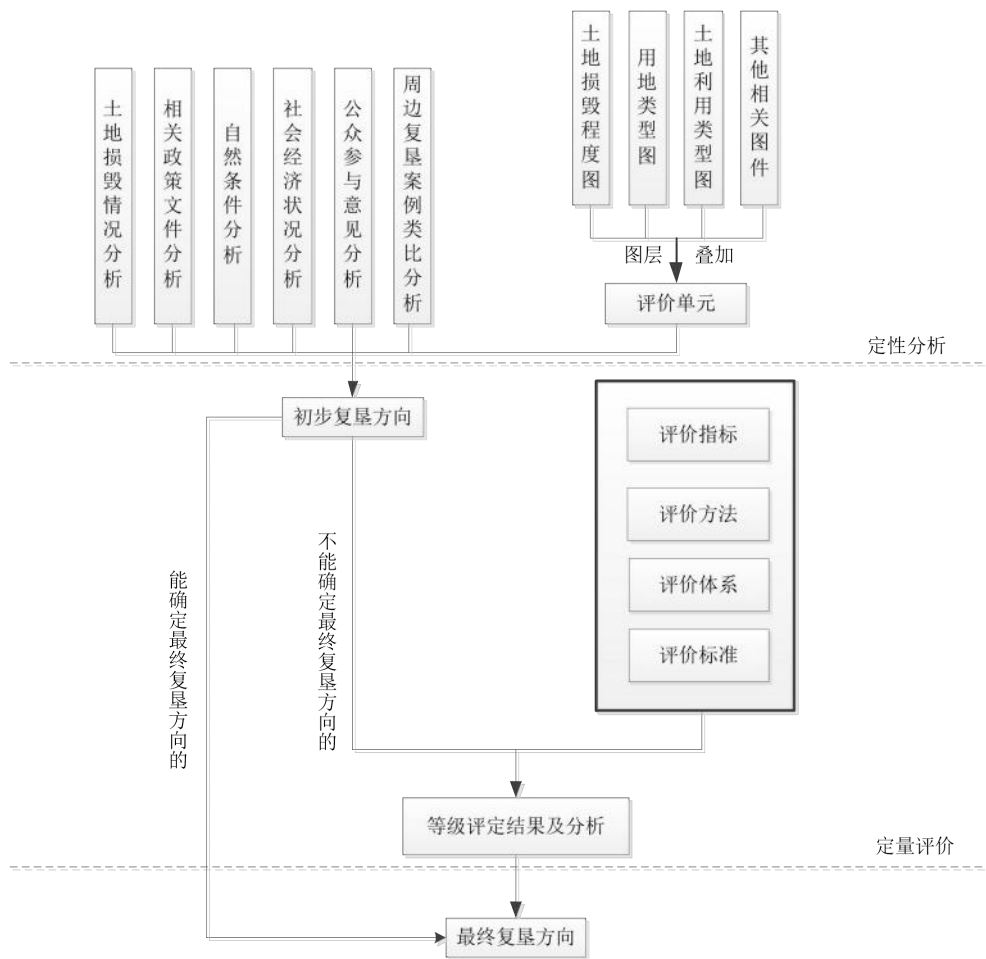 土地损毁程度图
用地类型图
土地利用类型图
其他相关图件
土地损毁情况分析
相关政策文件分析
自然条件分析
社会经济状况分析
公众参与意见分析
周边复垦案例类比分析
图层
叠加
评价单元
定性分析
初步复垦方向
评价指标
评价方法
评价体系
评价标准
能确定最终复垦方向的
不能确定最终复垦方向的
等级评定结果及分析
定量评价
最终复垦方向